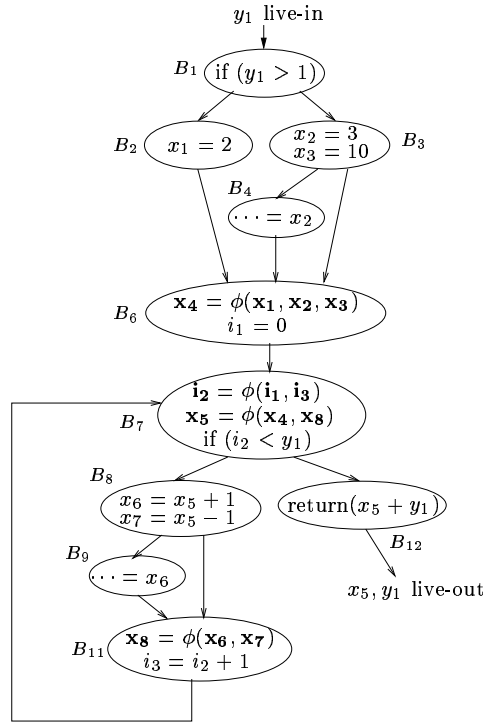 y₁ live-in
B₁
if (y₁ > 1)
B₂
x₁ = 2
x₂ = 3
x₃ = 10
B₃
B₄
··· = x₂
B₆
x₄ = ϕ(x₁, x₂, x₃)
i₁ = 0
B₇
i₂ = ϕ(i₁, i₃)
x₅ = ϕ(x₄, x₈)
if (i₂ < y₁)
B₈
x₆ = x₅ + 1
x₇ = x₅ − 1
return(x₅ + y₁)
B₁₂
B₉
··· = x₆
x₅, y₁ live-out
B₁₁
x₈ = ϕ(x₆, x₇)
i₃ = i₂ + 1